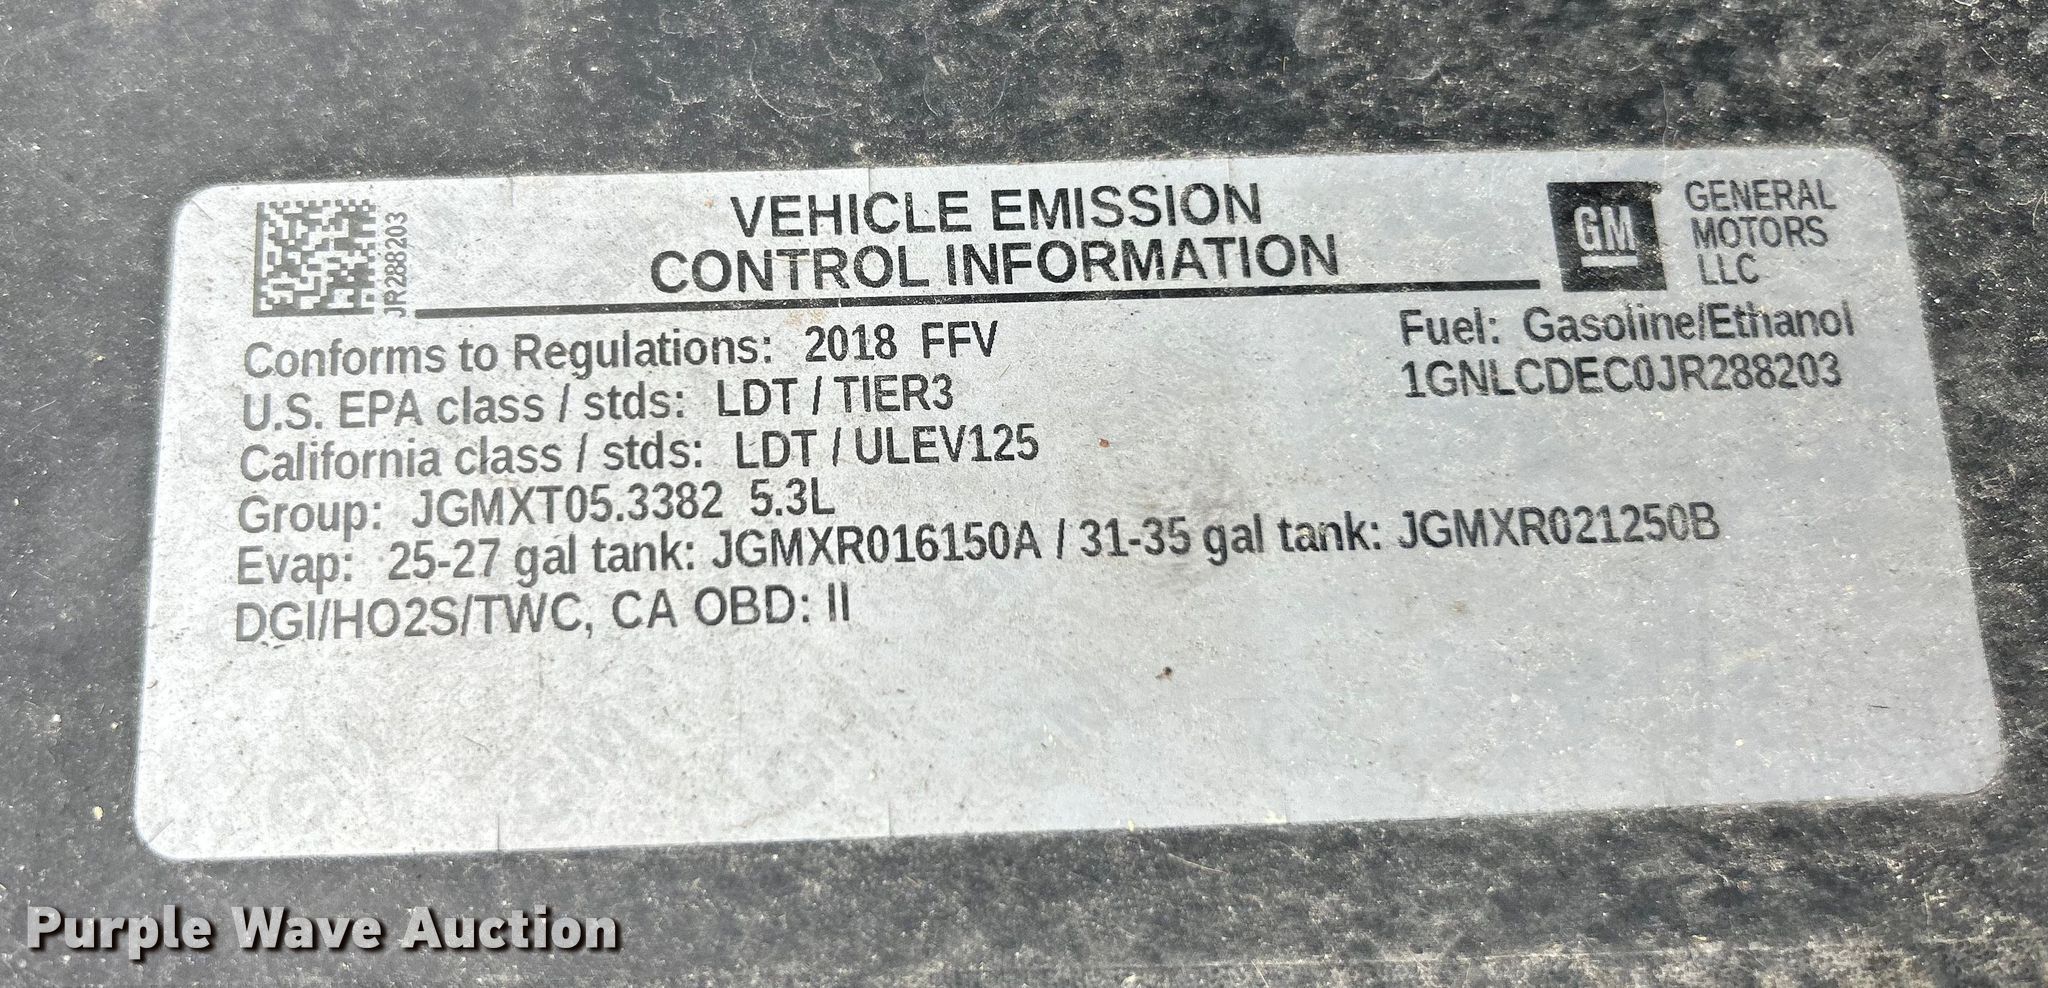 JR288203
VEHICLE EMISSION
CONTROL INFORMATION
GM
GENERAL
MOTORS
LLC
Conforms to Regulations: 2018 FFV
U.S. EPA class / stds: LDT / TIER3
California class / stds: LDT / ULEV125
Group: JGMXT05.3382 5.3L
Evap: 25-27 gal tank: JGMXR016150A / 31-35 gal tank: JGMXR021250B
DGI/HO2S/TWC, CA OBD: II
Fuel: Gasoline/Ethanol
1GNLCDEC0JR288203
Purple Wave Auction